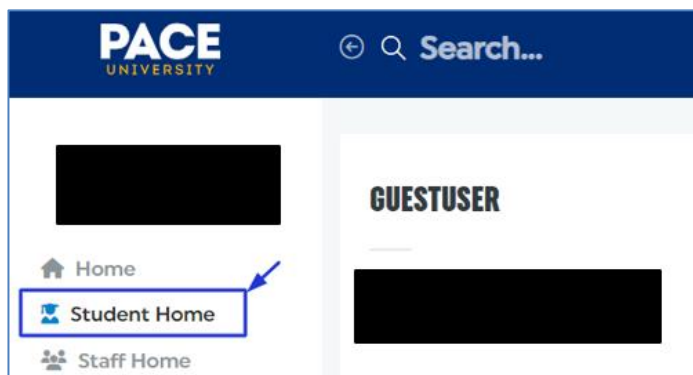 PACE
UNIVERSITY
Search...
GUESTUSER
Home
Student Home
Staff Home